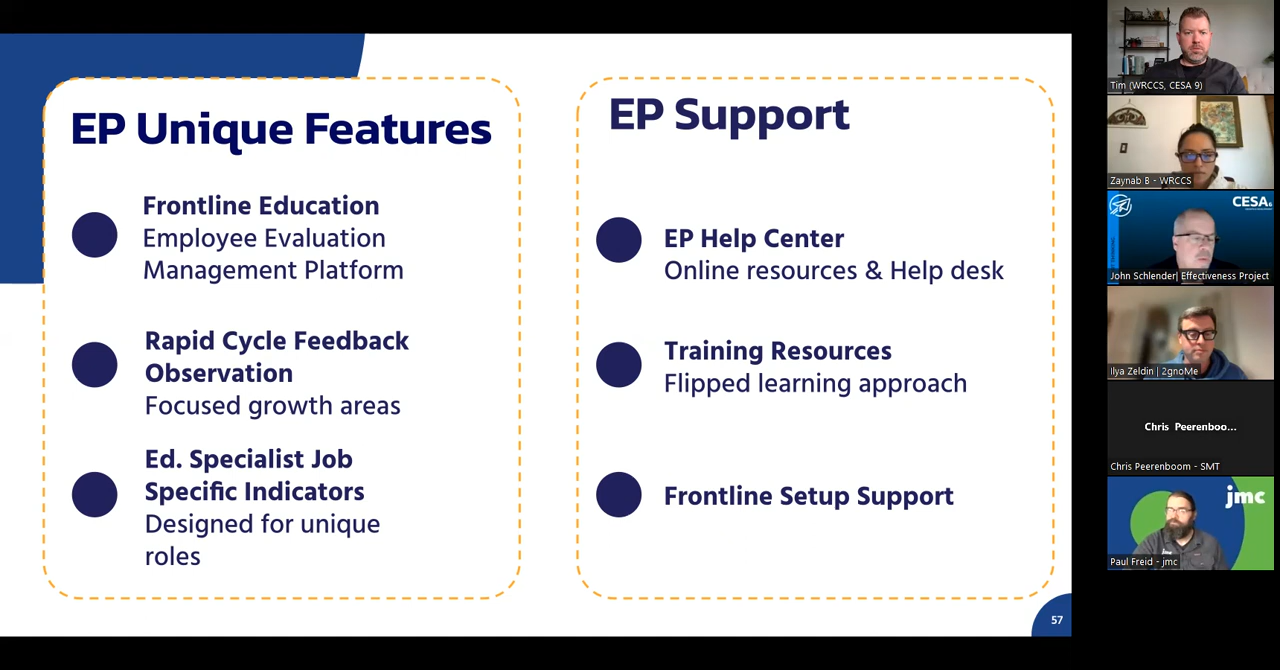 EP Unique Features
Frontline Education
Employee Evaluation
Management Platform
Rapid Cycle Feedback
Observation
Focused growth areas
Ed. Specialist Job
Specific Indicators
Designed for unique
roles
EP Support
EP Help Center
Online resources & Help desk
Training Resources
Flipped learning approach
Frontline Setup Support
57
Tim (WRCCS, CESA 9)
Zaynab B - WRCCS
CESA6
John Schlender| Effectiveness Project
Ilya Zeldin | 2gnoMe
Chris Peerenboo...
Chris Peerenboom - SMT
jmc
Paul Freid - jmc